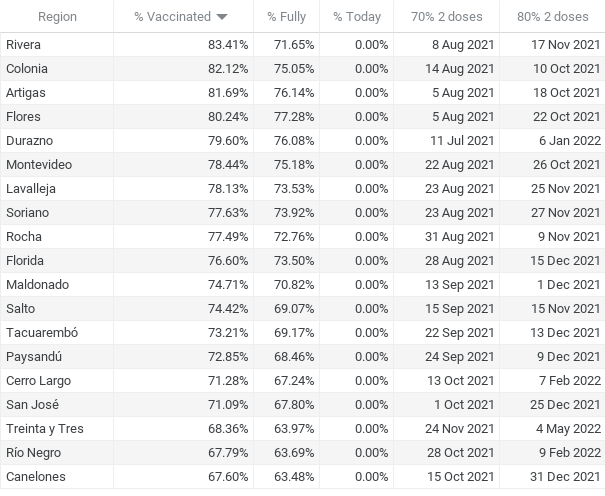 Region % Vaccinated % Fully % Today 70% 2 doses 80% 2 doses
Rivera 83.41% 71.65% 0.00% 8 Aug 2021 17 Nov 2021
Colonia 82.12% 75.05% 0.00% 14 Aug 2021 10 Oct 2021
Artigas 81.69% 76.14% 0.00% 5 Aug 2021 18 Oct 2021
Flores 80.24% 77.28% 0.00% 5 Aug 2021 22 Oct 2021
Durazno 79.60% 76.08% 0.00% 11 Jul 2021 6 Jan 2022
Montevideo 78.44% 75.18% 0.00% 22 Aug 2021 26 Oct 2021
Lavalleja 78.13% 73.53% 0.00% 23 Aug 2021 25 Nov 2021
Soriano 77.63% 73.92% 0.00% 23 Aug 2021 27 Nov 2021
Rocha 77.49% 72.76% 0.00% 31 Aug 2021 9 Nov 2021
Florida 76.60% 73.50% 0.00% 28 Aug 2021 15 Dec 2021
Maldonado 74.71% 70.82% 0.00% 13 Sep 2021 1 Dec 2021
Salto 74.42% 69.07% 0.00% 15 Sep 2021 15 Nov 2021
Tacuarembó 73.21% 69.17% 0.00% 22 Sep 2021 13 Dec 2021
Paysandú 72.85% 68.46% 0.00% 24 Sep 2021 9 Dec 2021
Cerro Largo 71.28% 67.24% 0.00% 13 Oct 2021 7 Feb 2022
San José 71.09% 67.80% 0.00% 1 Oct 2021 25 Dec 2021
Treinta y Tres 68.36% 63.97% 0.00% 24 Nov 2021 4 May 2022
Río Negro 67.79% 63.69% 0.00% 28 Oct 2021 9 Feb 2022
Canelones 67.60% 63.48% 0.00% 15 Oct 2021 31 Dec 2021